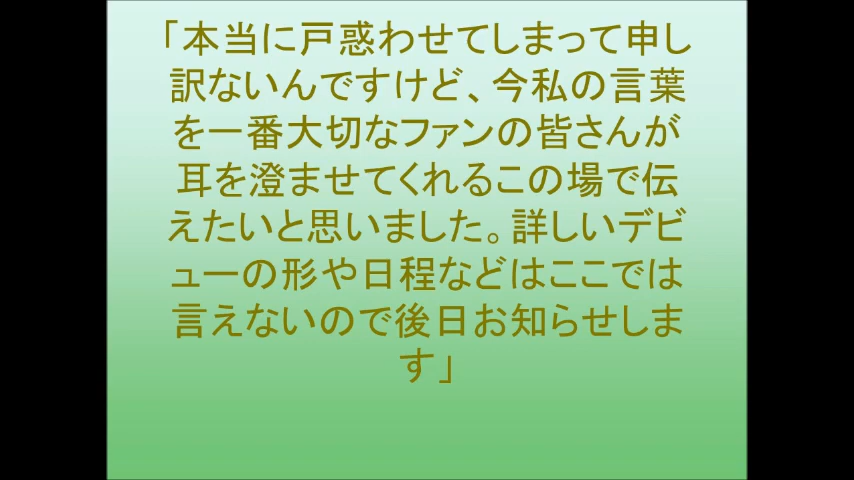 「本当に戸惑わせてしまって申し
訳ないんですけど、今私の言葉
を一番大切なファンの皆さんが
耳を澄ませてくれるこの場で伝
えたいと思いました。詳しいデビ
ューの形や日程などはここでは
言えないので後日お知らせしま
す」